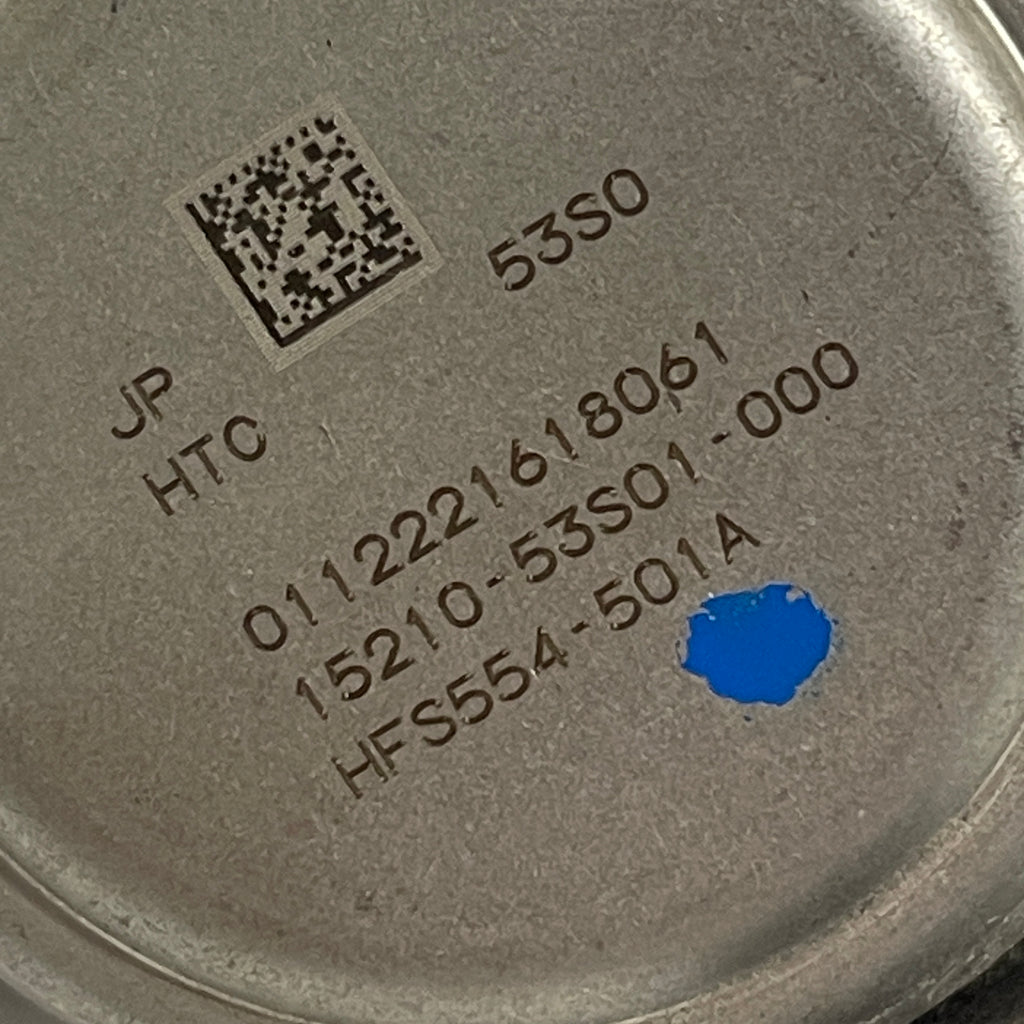 53S0
JP
HTC
0112221618061
15210-53S01-000
HFS554-501A